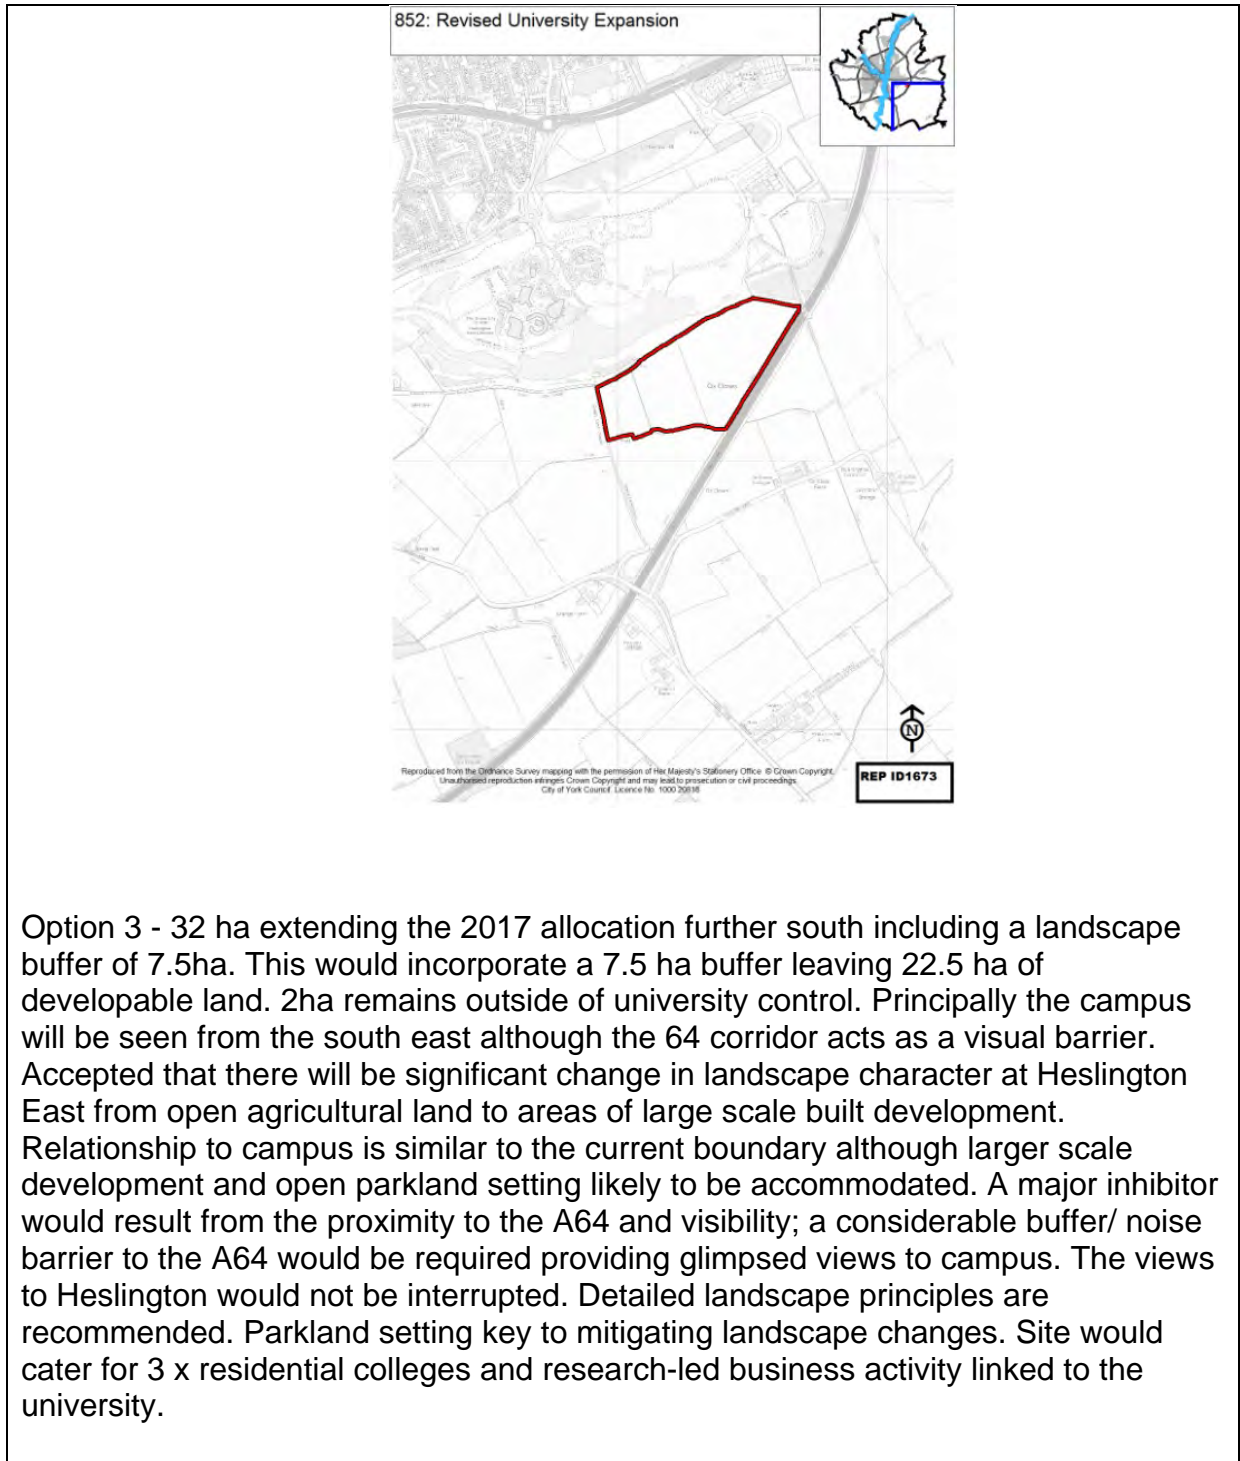 852: Revised University Expansion
Ox Close
Reproduced from the Ordnance Survey mapping with the permission of Her Majesty's Stationery Office. © Crown Copyright.
Unauthorised reproduction infringes Crown Copyright and may lead to prosecution or civil proceedings.
City of York Council. Licence No. 1000 20818
N
REP ID1673
Option 3 - 32 ha extending the 2017 allocation further south including a landscape
buffer of 7.5ha. This would incorporate a 7.5 ha buffer leaving 22.5 ha of
developable land. 2ha remains outside of university control. Principally the campus
will be seen from the south east although the 64 corridor acts as a visual barrier.
Accepted that there will be significant change in landscape character at Heslington
East from open agricultural land to areas of large scale built development.
Relationship to campus is similar to the current boundary although larger scale
development and open parkland setting likely to be accommodated. A major inhibitor
would result from the proximity to the A64 and visibility; a considerable buffer/ noise
barrier to the A64 would be required providing glimpsed views to campus. The views
to Heslington would not be interrupted. Detailed landscape principles are
recommended. Parkland setting key to mitigating landscape changes. Site would
cater for 3 x residential colleges and research-led business activity linked to the
university.